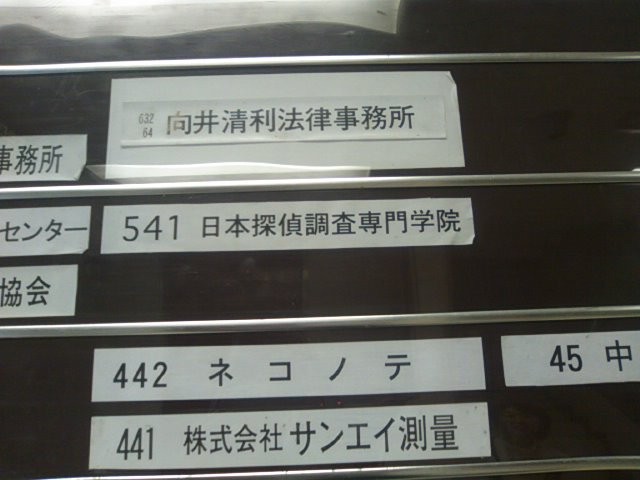 632
64
向井清利法律事務所
事務所
センター
541 日本探偵調査専門学院
協会
442 ネコノテ
45 中
441 株式会社サンエイ測量